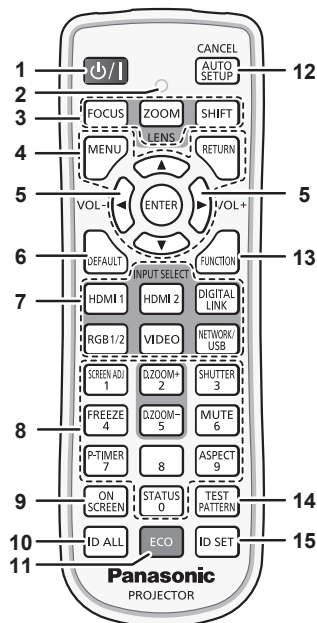 CANCEL
1 ⏻/I AUTO SETUP 12
2
3 FOCUS ZOOM SHIFT
LENS
4 MENU RETURN
5 ▲ 5
VOL- ◀ ENTER ▶ VOL+
▼
6 DEFAULT FUNCTION 13
INPUT SELECT
7 HDMI 1 HDMI 2 DIGITAL LINK
RGB1/2 VIDEO NETWORK/USB
SCREEN ADJ 1 D.ZOOM+ 2 SHUTTER 3
8 FREEZE 4 D.ZOOM- 5 MUTE 6
P-TIMER 7 8 ASPECT 9
9 ON SCREEN STATUS 0 TEST PATTERN 14
10 ID ALL ECO ID SET 15
11
Panasonic
PROJECTOR